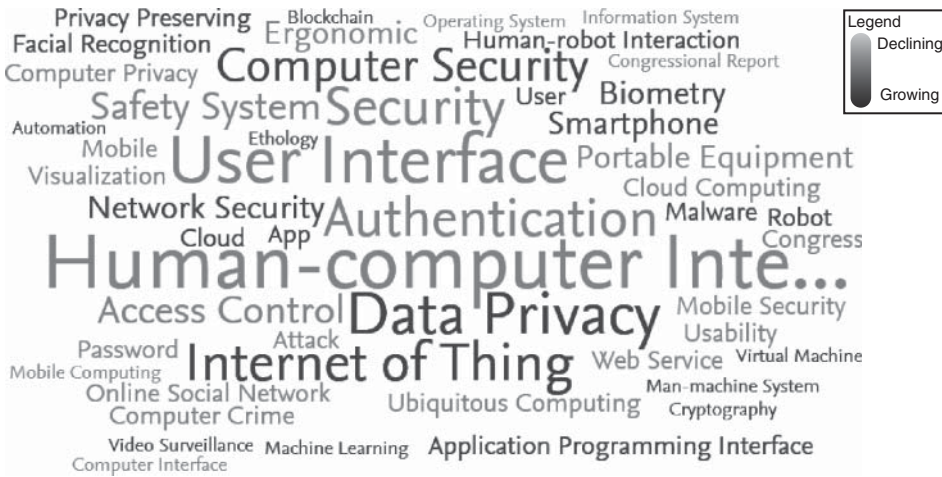 Privacy Preserving Blockchain Operating System Information System
Facial Recognition Ergonomic Human-robot Interaction
Computer Privacy Computer Security Congressional Report
Safety System Security User Biometry
Automation Ethology Smartphone
Mobile User Interface Portable Equipment
Visualization Cloud Computing
Network Security Authentication Malware Robot
Cloud App Congress
Human-computer Inte...
Access Control Data Privacy Mobile Security
Attack Usability
Password Internet of Thing Web Service Virtual Machine
Mobile Computing Man-machine System
Online Social Network Ubiquitous Computing Cryptography
Computer Crime
Video Surveillance Machine Learning Application Programming Interface
Computer Interface
Legend
Declining
Growing